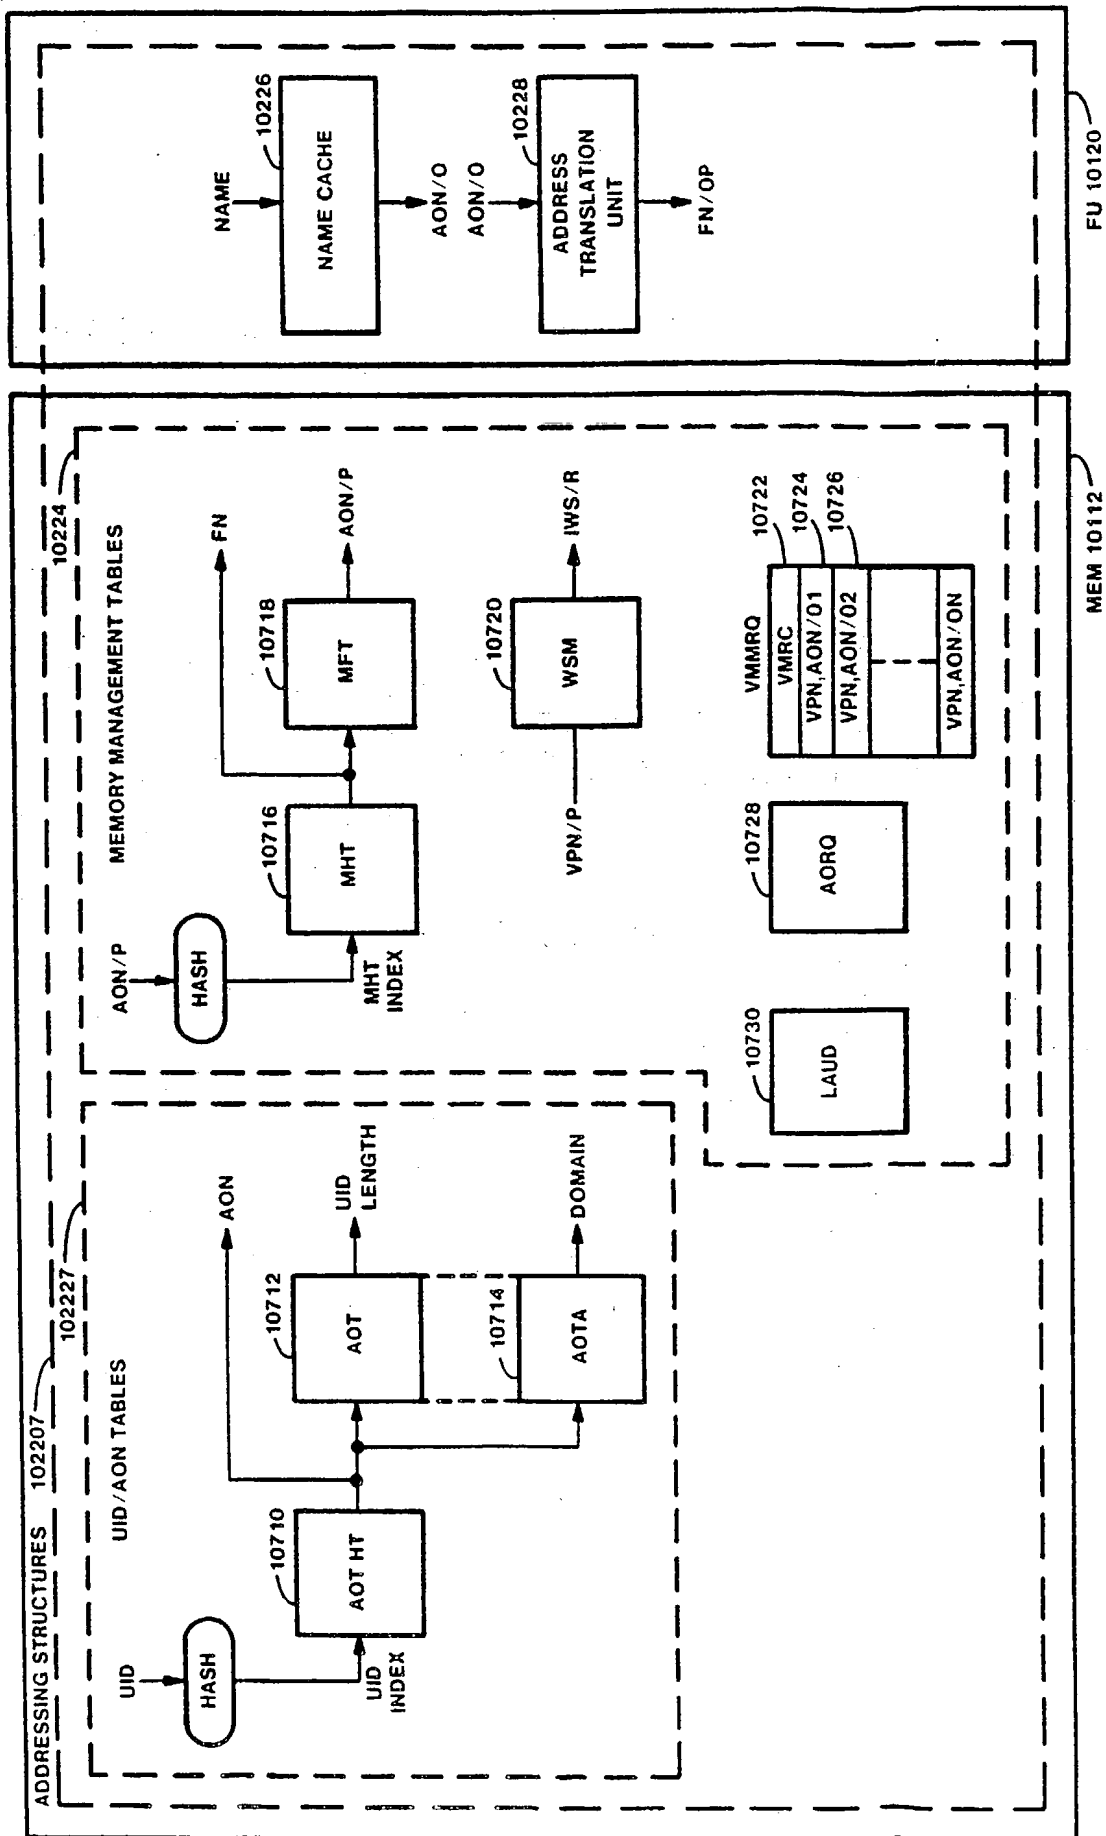 ADDRESSING STRUCTURES 102207
102227
UID/AON TABLES
UID
HASH
UID
INDEX
10710
AOT HT
AON
10712
AOT
UID
LENGTH
10714
AOTA
DOMAIN
10224
MEMORY MANAGEMENT TABLES
AON/P
HASH
MHT
INDEX
10716
MHT
FN
10718
MFT
AON/P
VPN/P
10720
WSM
IWS/R
10730
LAUD
10728
AORQ
VMMRQ
VMRC
10722
VPN,AON/O1
10724
VPN,AON/O2
10726
VPN,AON/ON
MEM 10112
NAME
10226
NAME CACHE
AON/O
AON/O
10228
ADDRESS
TRANSLATION
UNIT
FN/OP
FU 10120